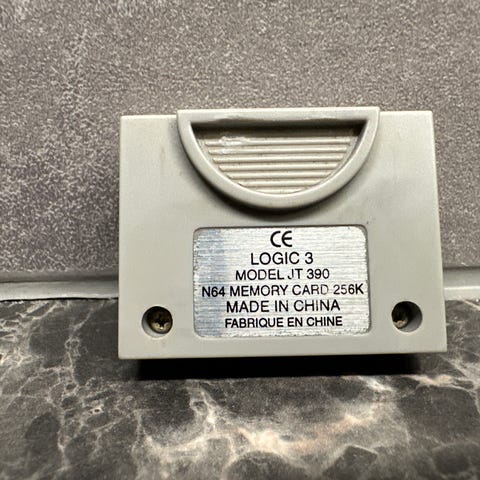 CE
LOGIC 3
MODEL JT 390
N64 MEMORY CARD 256K
MADE IN CHINA
FABRIQUE EN CHINE